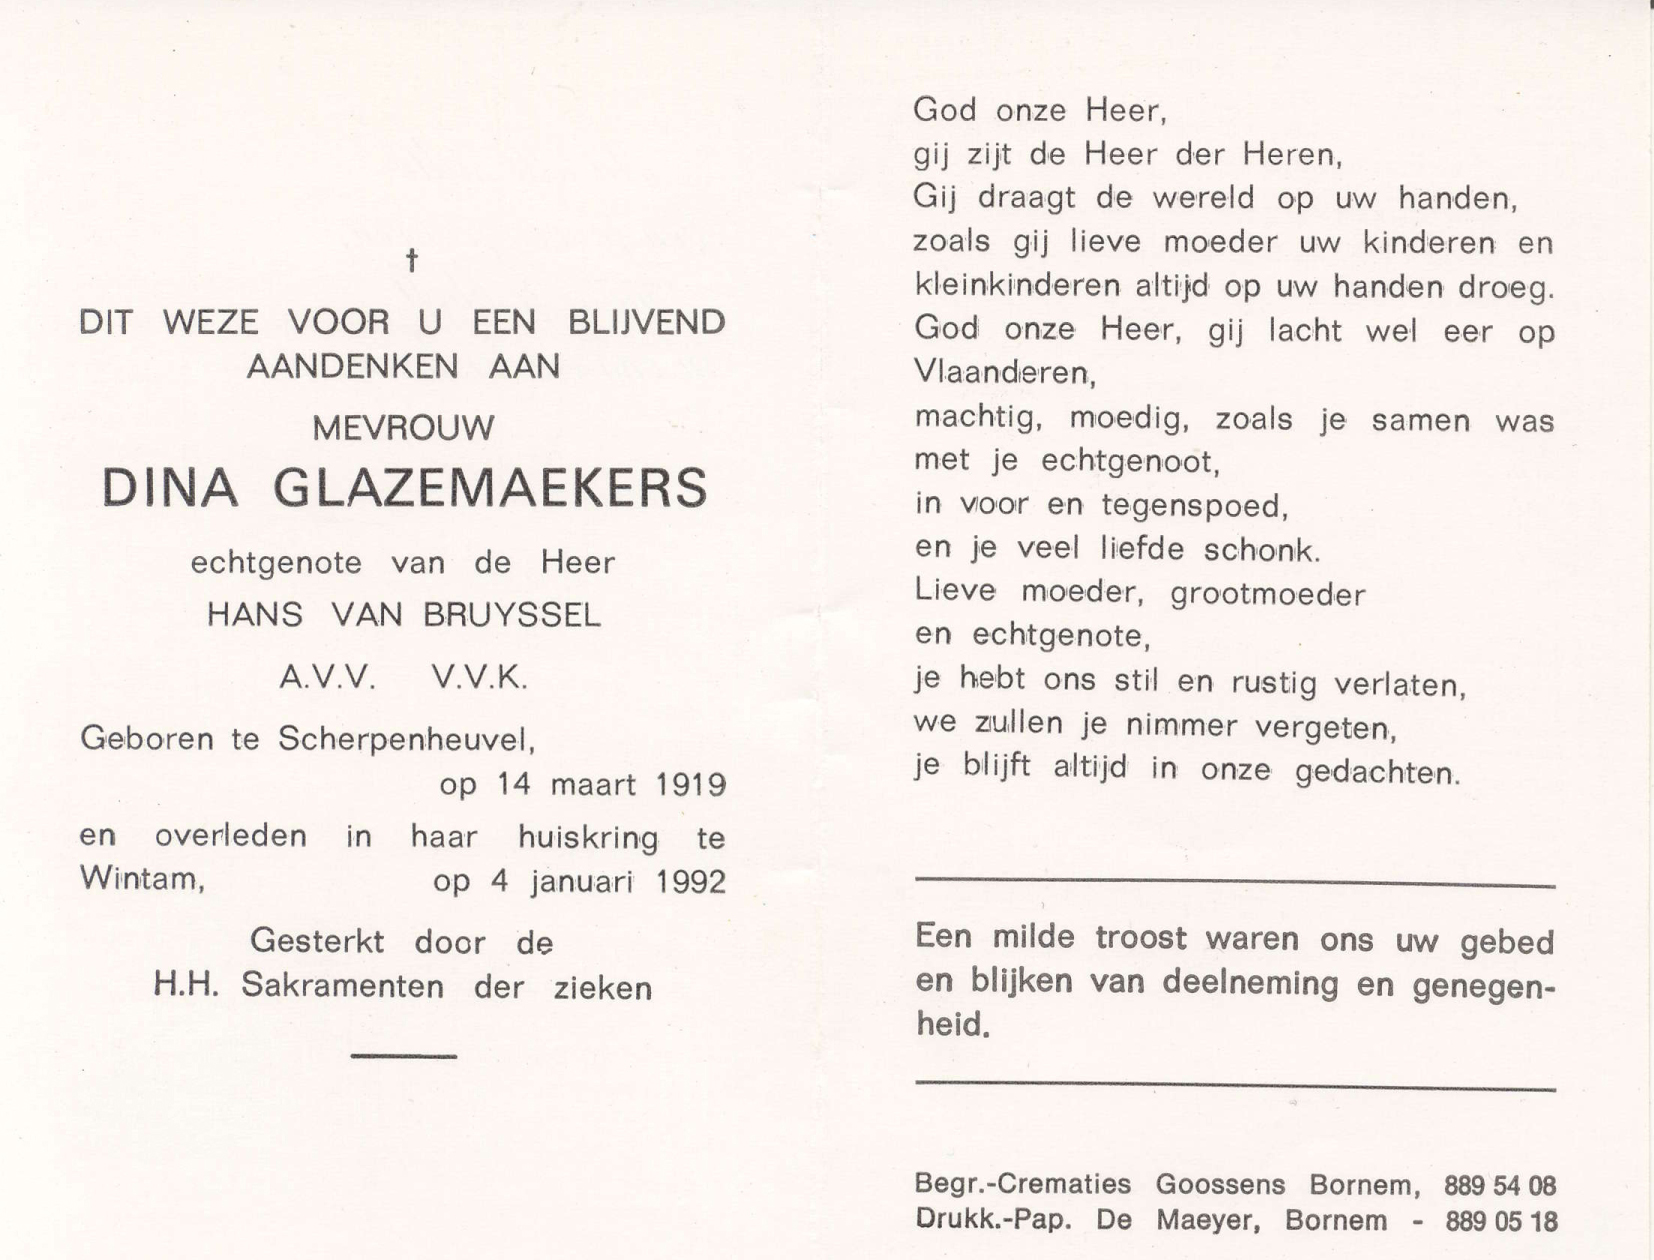 †
DIT WEZE VOOR U EEN BLIJVEND
AANDENKEN AAN
MEVROUW
DINA GLAZEMAEKERS
echtgenote van de Heer
HANS VAN BRUYSSEL
A.V.V. V.V.K.
Geboren te Scherpenheuvel,
op 14 maart 1919
en overleden in haar huiskring te
Wintam, op 4 januari 1992
Gesterkt door de
H.H. Sakramenten der zieken
God onze Heer,
gij zijt de Heer der Heren,
Gij draagt de wereld op uw handen,
zoals gij lieve moeder uw kinderen en
kleinkinderen altijd op uw handen droeg.
God onze Heer, gij lacht wel eer op
Vlaanderen,
machtig, moedig, zoals je samen was
met je echtgenoot,
in voor en tegenspoed,
en je veel liefde schonk.
Lieve moeder, grootmoeder
en echtgenote,
je hebt ons stil en rustig verlaten,
we zullen je nimmer vergeten,
je blijft altijd in onze gedachten.
Een milde troost waren ons uw gebed
en blijken van deelneming en genegen-
heid.
Begr.-Crematies Goossens Bornem, 889 54 08
Drukk.-Pap. De Maeyer, Bornem - 889 05 18